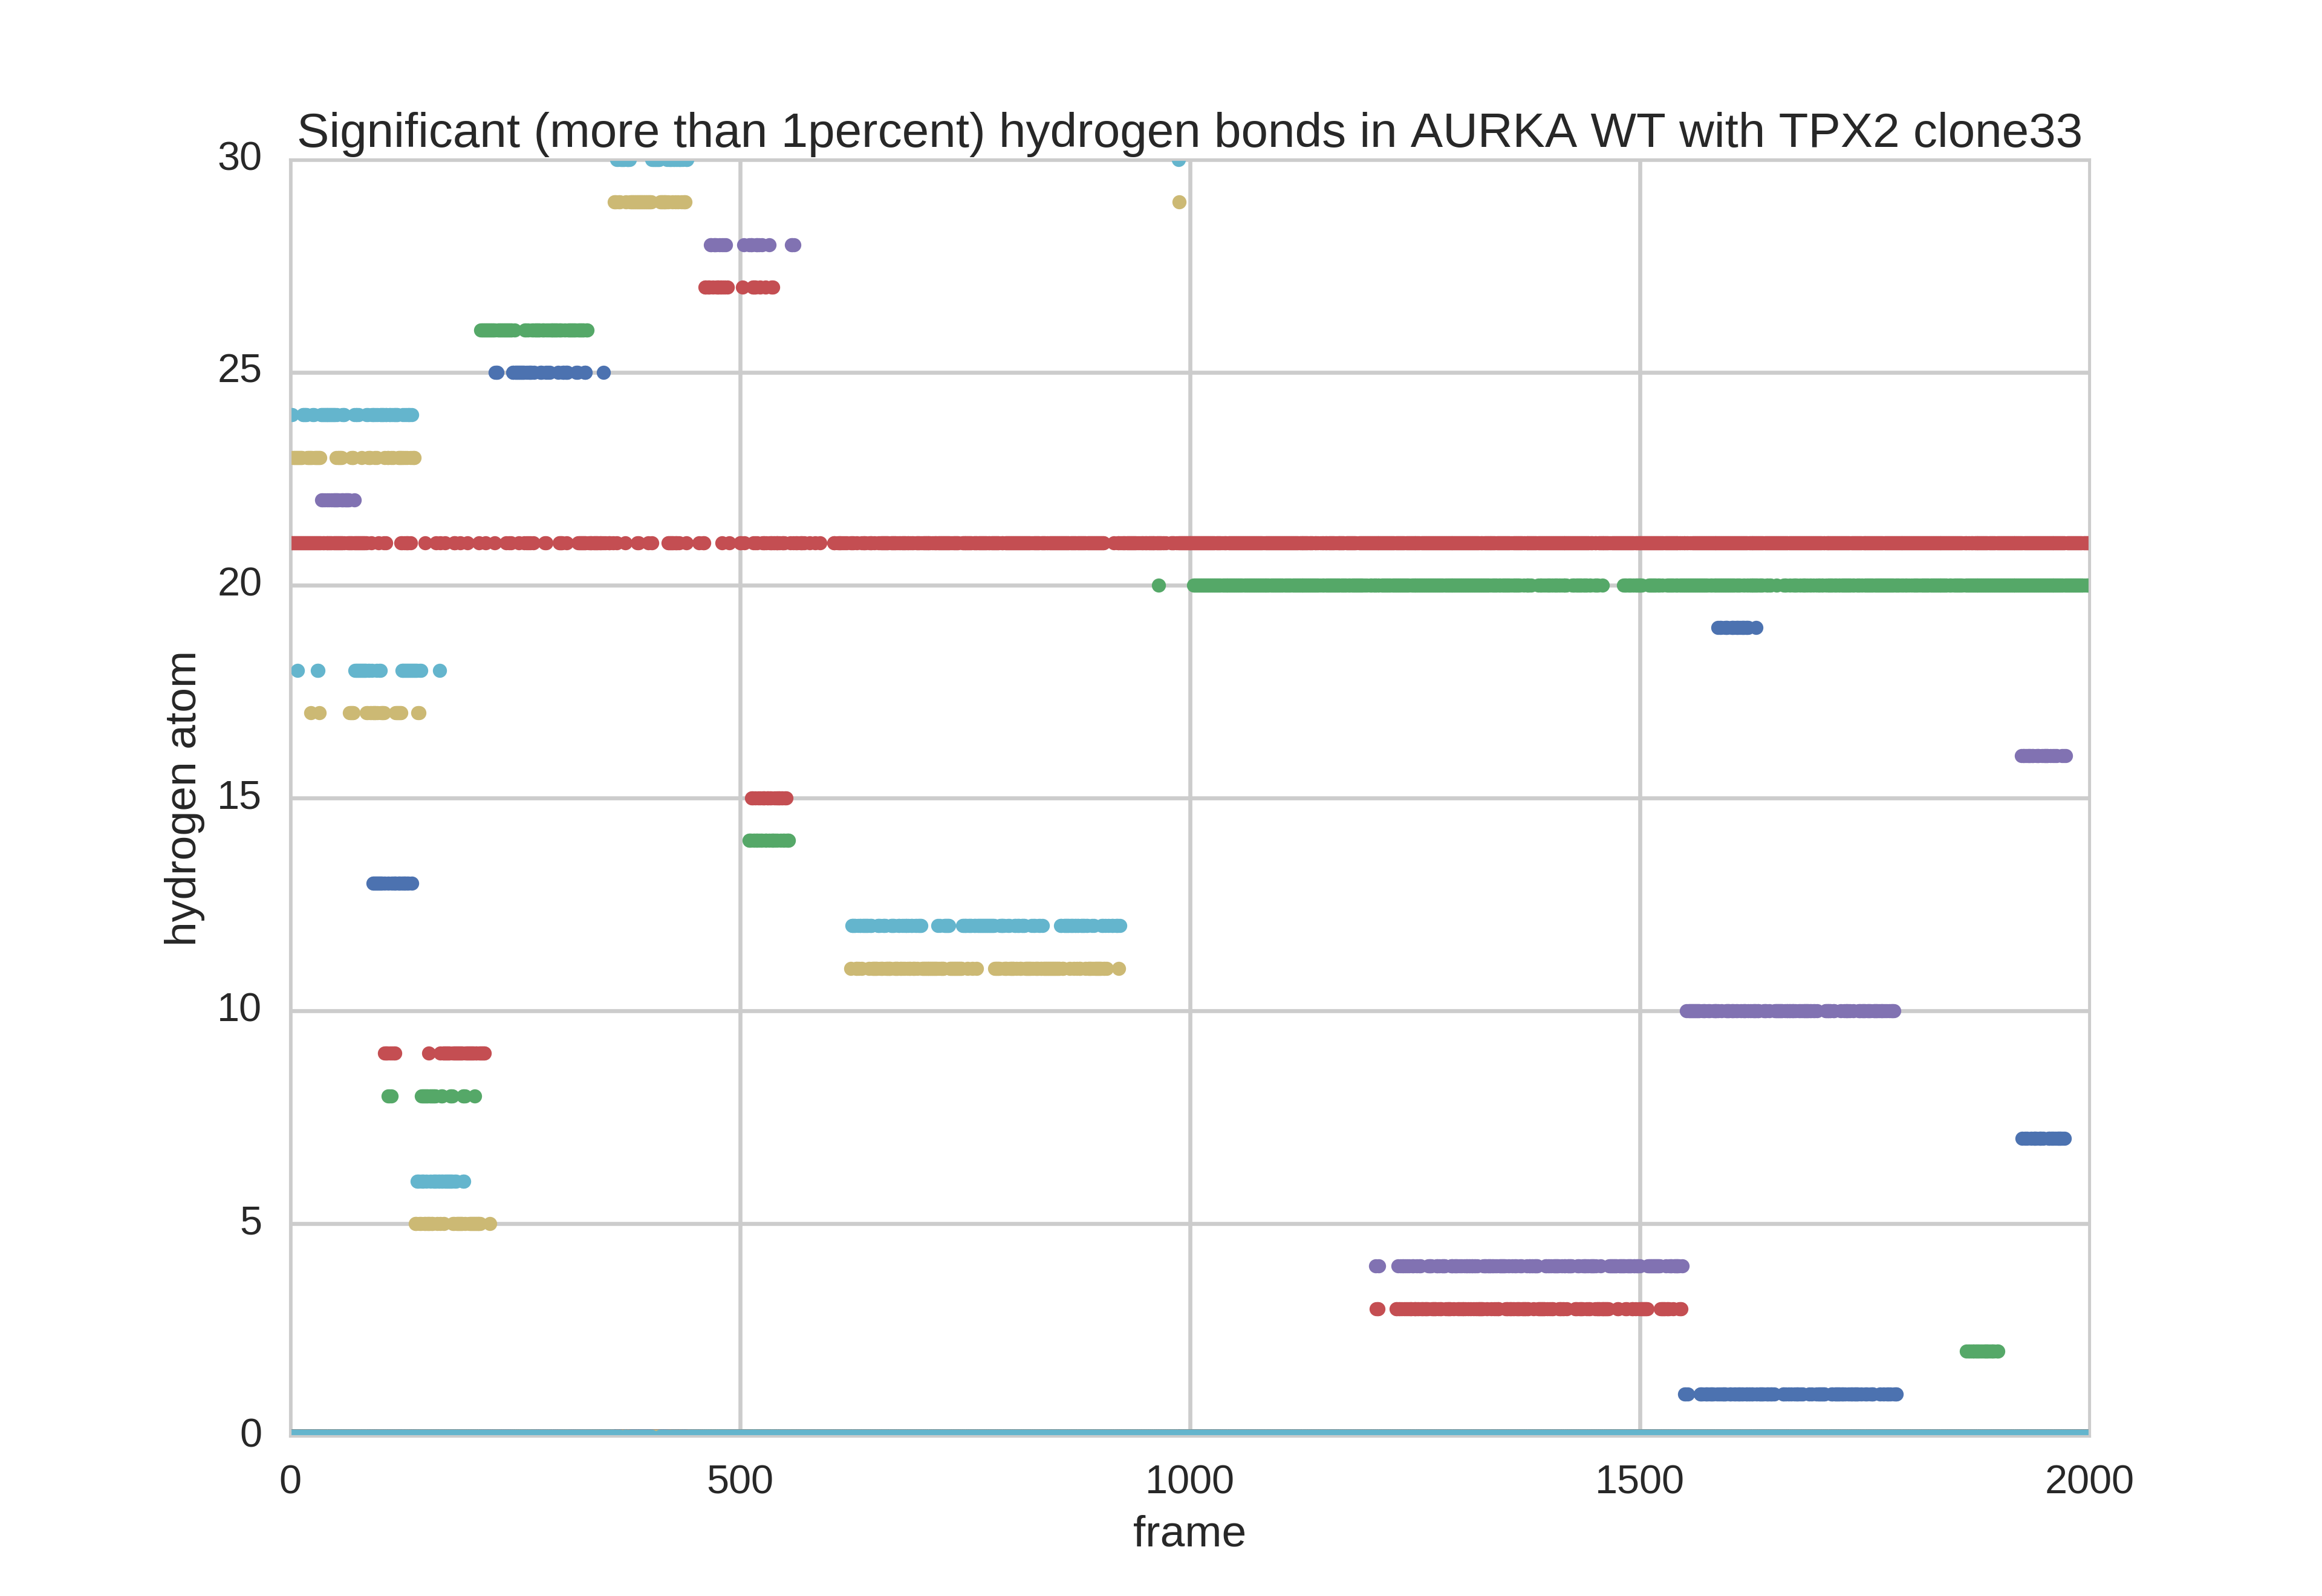 Significant (more than 1percent) hydrogen bonds in AURKA WT with TPX2 clone33
30
25
20
15
10
5
0
hydrogen atom
0 500 1000 1500 2000
frame